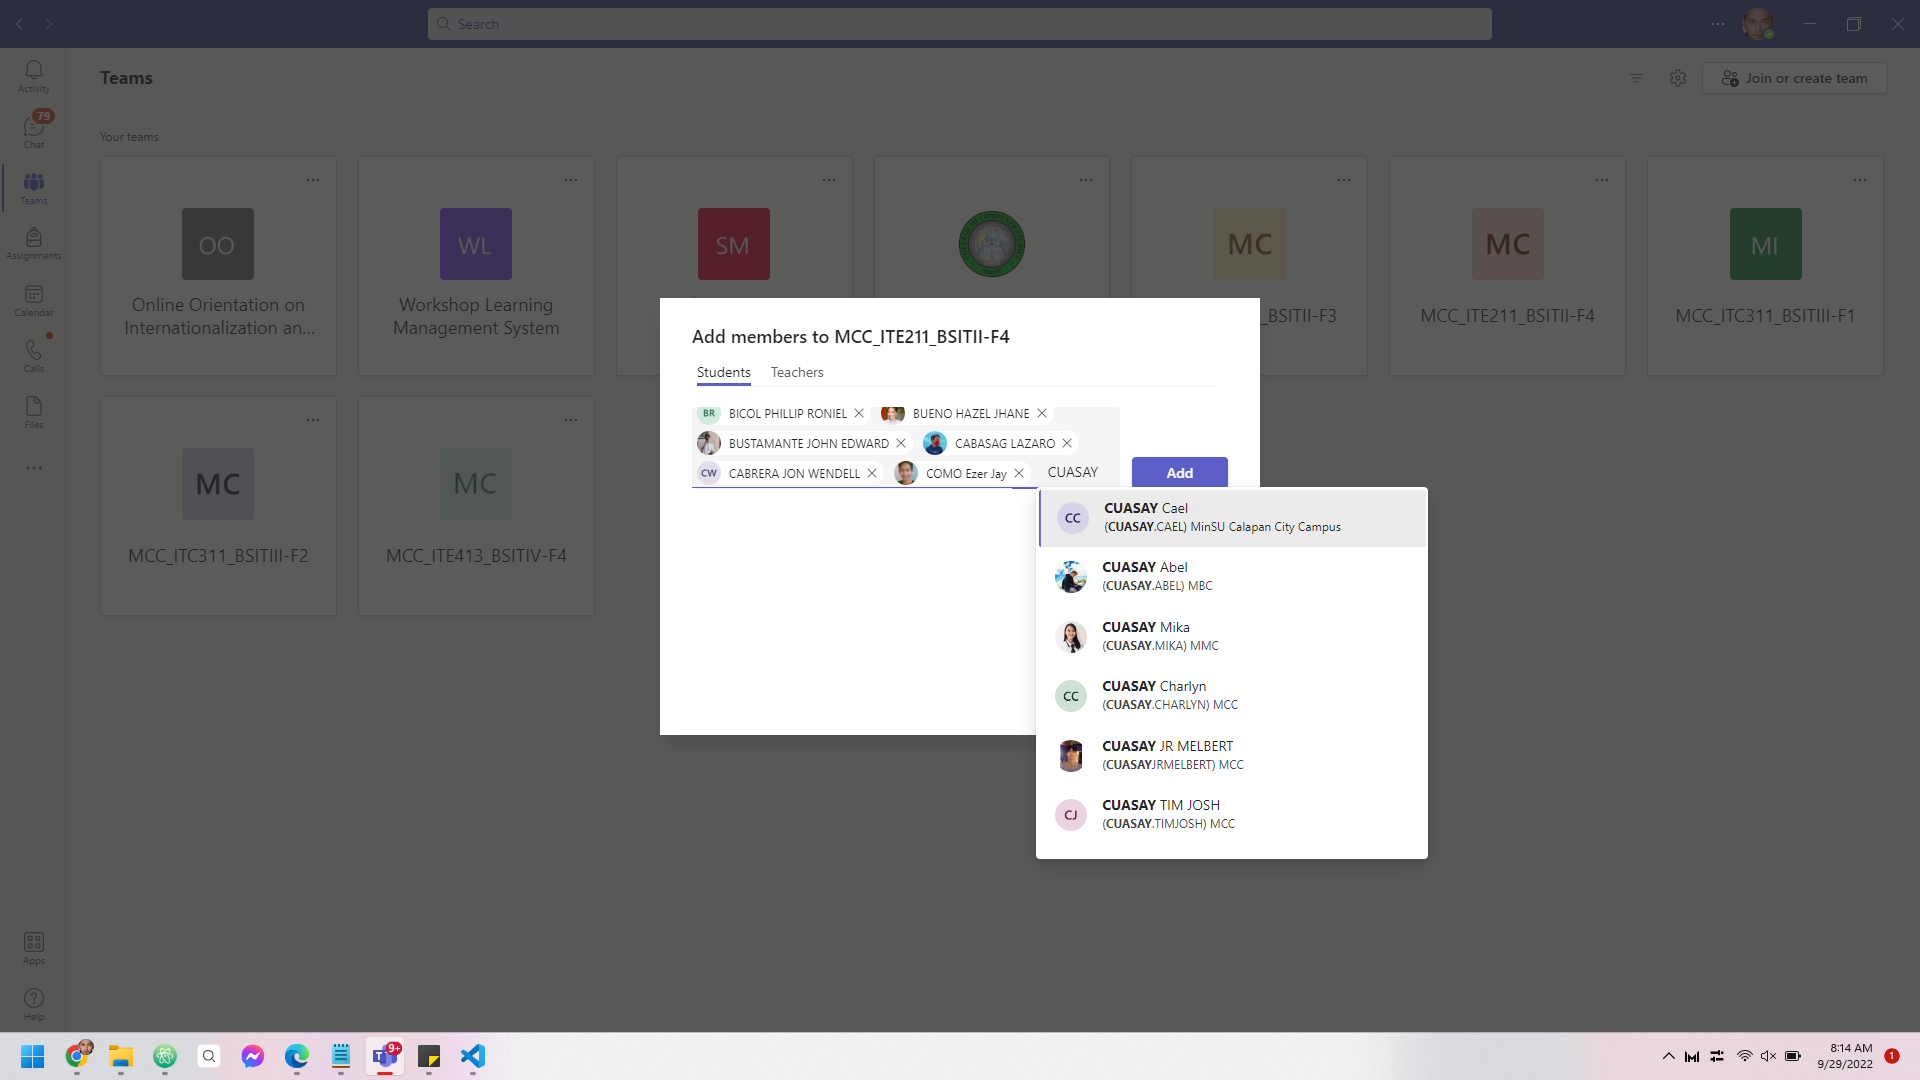 Search
Activity
79
Chat
Teams
Assignments
Calendar
Calls
Files
Apps
Help
Teams
Join or create team
Your teams
OO
Online Orientation on
Internationalization an...
WL
Workshop Learning
Management System
SM
MC
_BSITII-F3
MC
MCC_ITE211_BSITII-F4
MI
MCC_ITC311_BSITIII-F1
MC
MCC_ITC311_BSITIII-F2
MC
MCC_ITE413_BSITIV-F4
Add members to MCC_ITE211_BSITII-F4
Students Teachers
BR BICOL PHILLIP RONIEL BUENO HAZEL JHANE
BUSTAMANTE JOHN EDWARD CABASAG LAZARO
CW CABRERA JON WENDELL COMO Ezer Jay CUASAY
Add
CC CUASAY Cael
(CUASAY.CAEL) MinSU Calapan City Campus
CUASAY Abel
(CUASAY.ABEL) MBC
CUASAY Mika
(CUASAY.MIKA) MMC
CC CUASAY Charlyn
(CUASAY.CHARLYN) MCC
CUASAY JR MELBERT
(CUASAYJRMELBERT) MCC
CJ CUASAY TIM JOSH
(CUASAY.TIMJOSH) MCC
9+
8:14 AM
9/29/2022
1